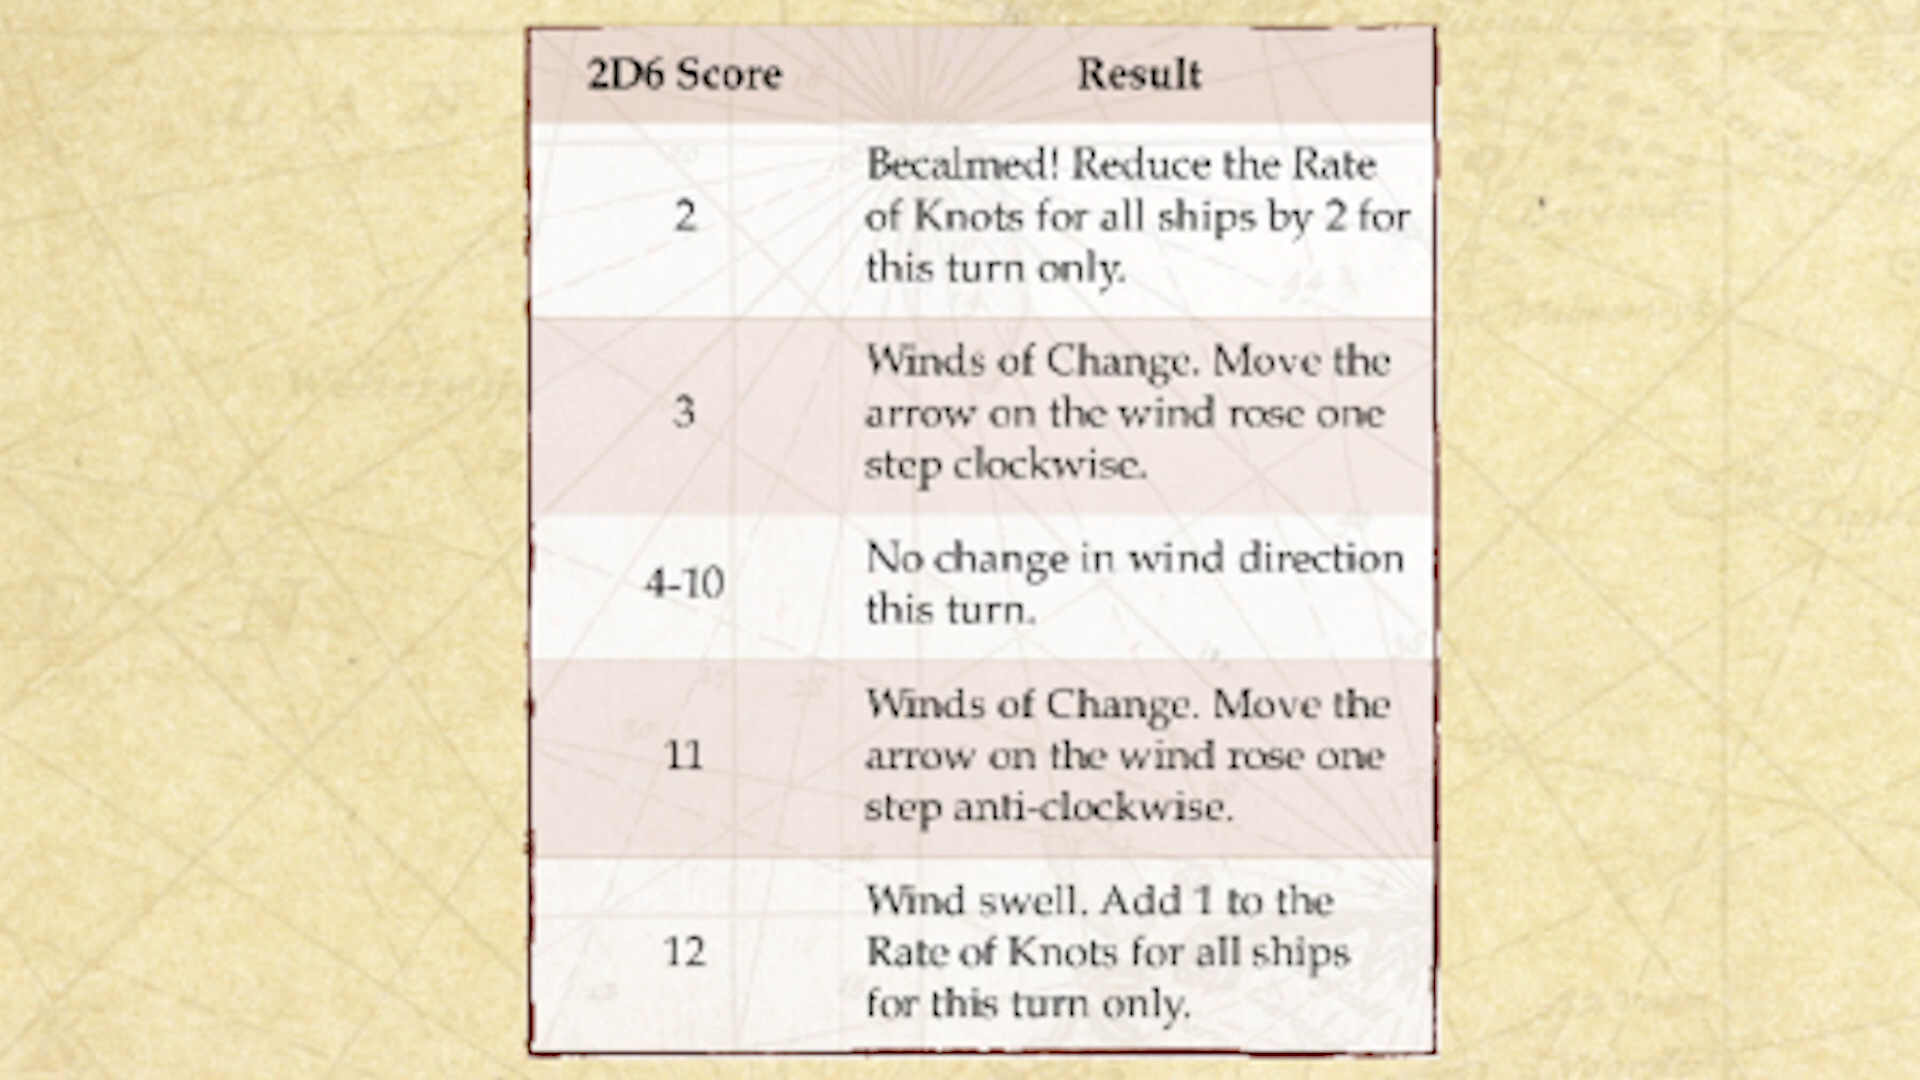 2D6 Score Result
2
Becalmed! Reduce the Rate
of Knots for all ships by 2 for
this turn only.
3
Winds of Change. Move the
arrow on the wind rose one
step clockwise.
4-10
No change in wind direction
this turn.
11
Winds of Change. Move the
arrow on the wind rose one
step anti-clockwise.
12
Wind swell. Add 1 to the
Rate of Knots for all ships
for this turn only.